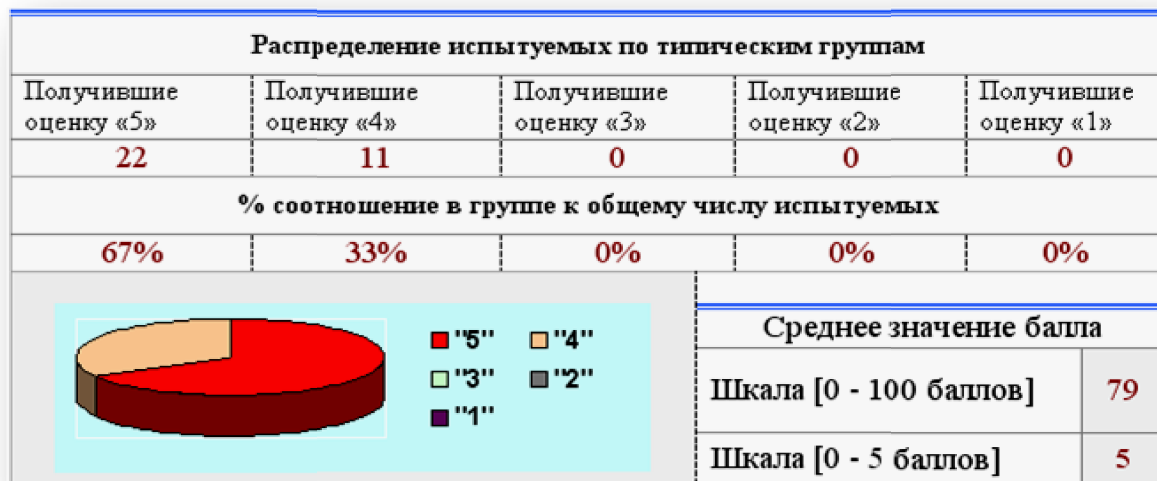 Распределение испытуемых по типическим группам
Получившие оценку «5»
Получившие оценку «4»
Получившие оценку «3»
Получившие оценку «2»
Получившие оценку «1»
22 11 0 0 0
% соотношение в группе к общему числу испытуемых
67% 33% 0% 0% 0%
"5" "4"
"3" "2"
"1"
Среднее значение балла
Шкала [0 - 100 баллов] 79
Шкала [0 - 5 баллов] 5